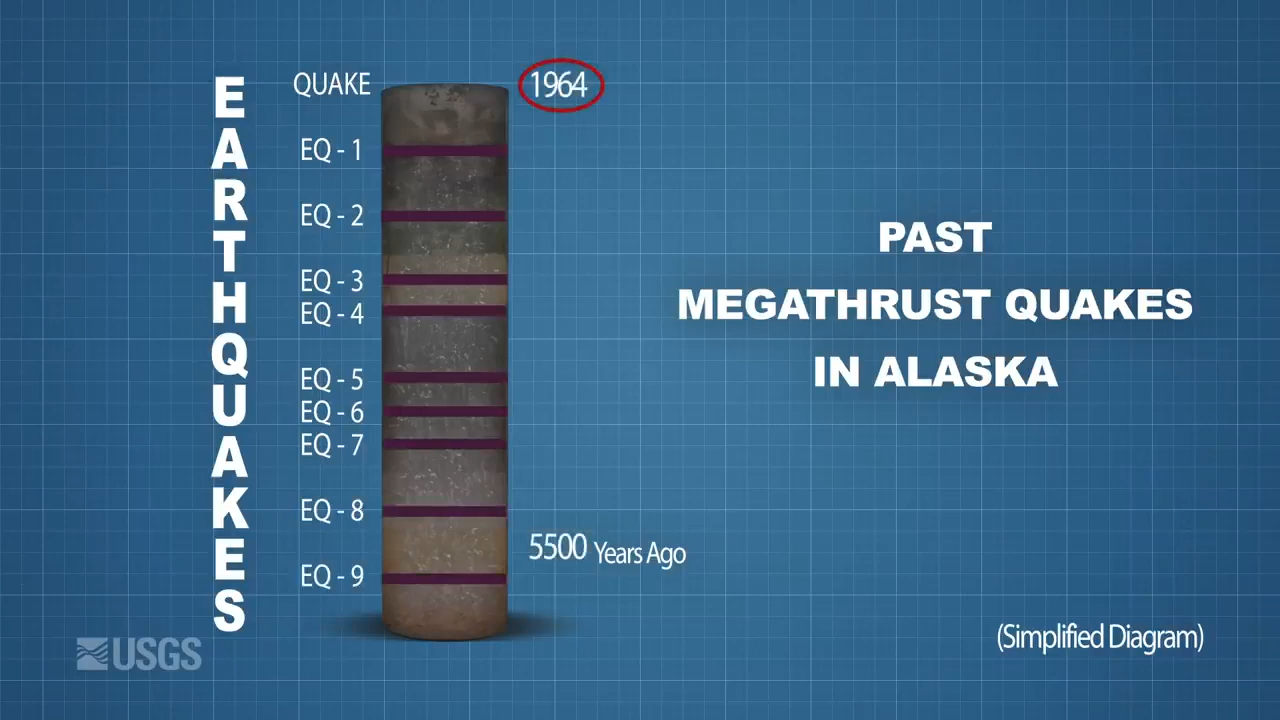 EARTHQUAKES
QUAKE
1964
EQ - 1
EQ - 2
EQ - 3
EQ - 4
EQ - 5
EQ - 6
EQ - 7
EQ - 8
EQ - 9
5500 Years Ago
PAST
MEGATHRUST QUAKES
IN ALASKA
(Simplified Diagram)
USGS